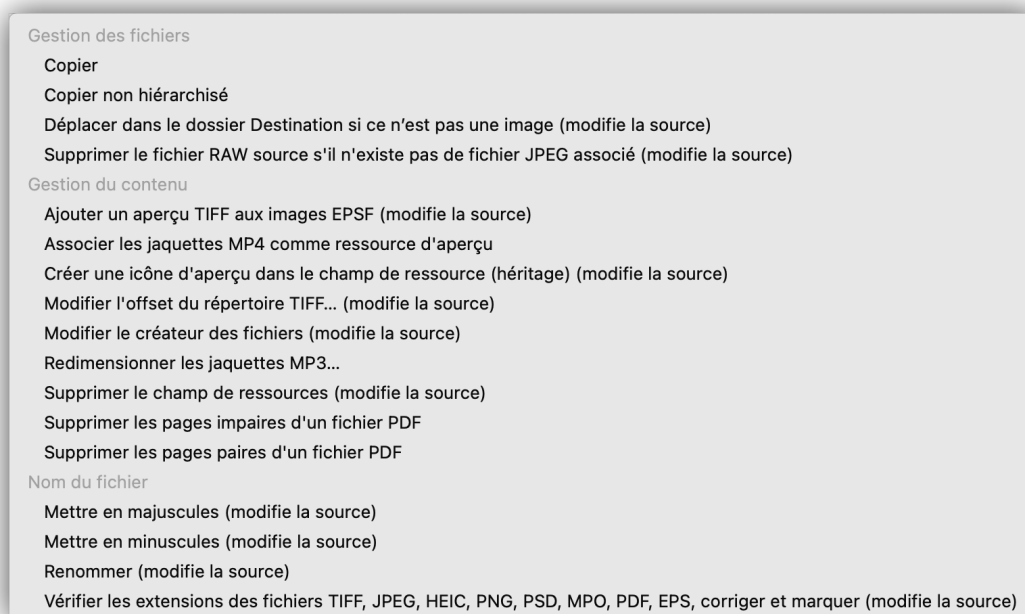 Gestion des fichiers
Copier
Copier non hiérarchisé
Déplacer dans le dossier Destination si ce n’est pas une image (modifie la source)
Supprimer le fichier RAW source s'il n'existe pas de fichier JPEG associé (modifie la source)
Gestion du contenu
Ajouter un aperçu TIFF aux images EPSF (modifie la source)
Associer les jaquettes MP4 comme ressource d'aperçu
Créer une icône d'aperçu dans le champ de ressource (héritage) (modifie la source)
Modifier l'offset du répertoire TIFF... (modifie la source)
Modifier le créateur des fichiers (modifie la source)
Redimensionner les jaquettes MP3...
Supprimer le champ de ressources (modifie la source)
Supprimer les pages impaires d'un fichier PDF
Supprimer les pages paires d'un fichier PDF
Nom du fichier
Mettre en majuscules (modifie la source)
Mettre en minuscules (modifie la source)
Renommer (modifie la source)
Vérifier les extensions des fichiers TIFF, JPEG, HEIC, PNG, PSD, MPO, PDF, EPS, corriger et marquer (modifie la source)